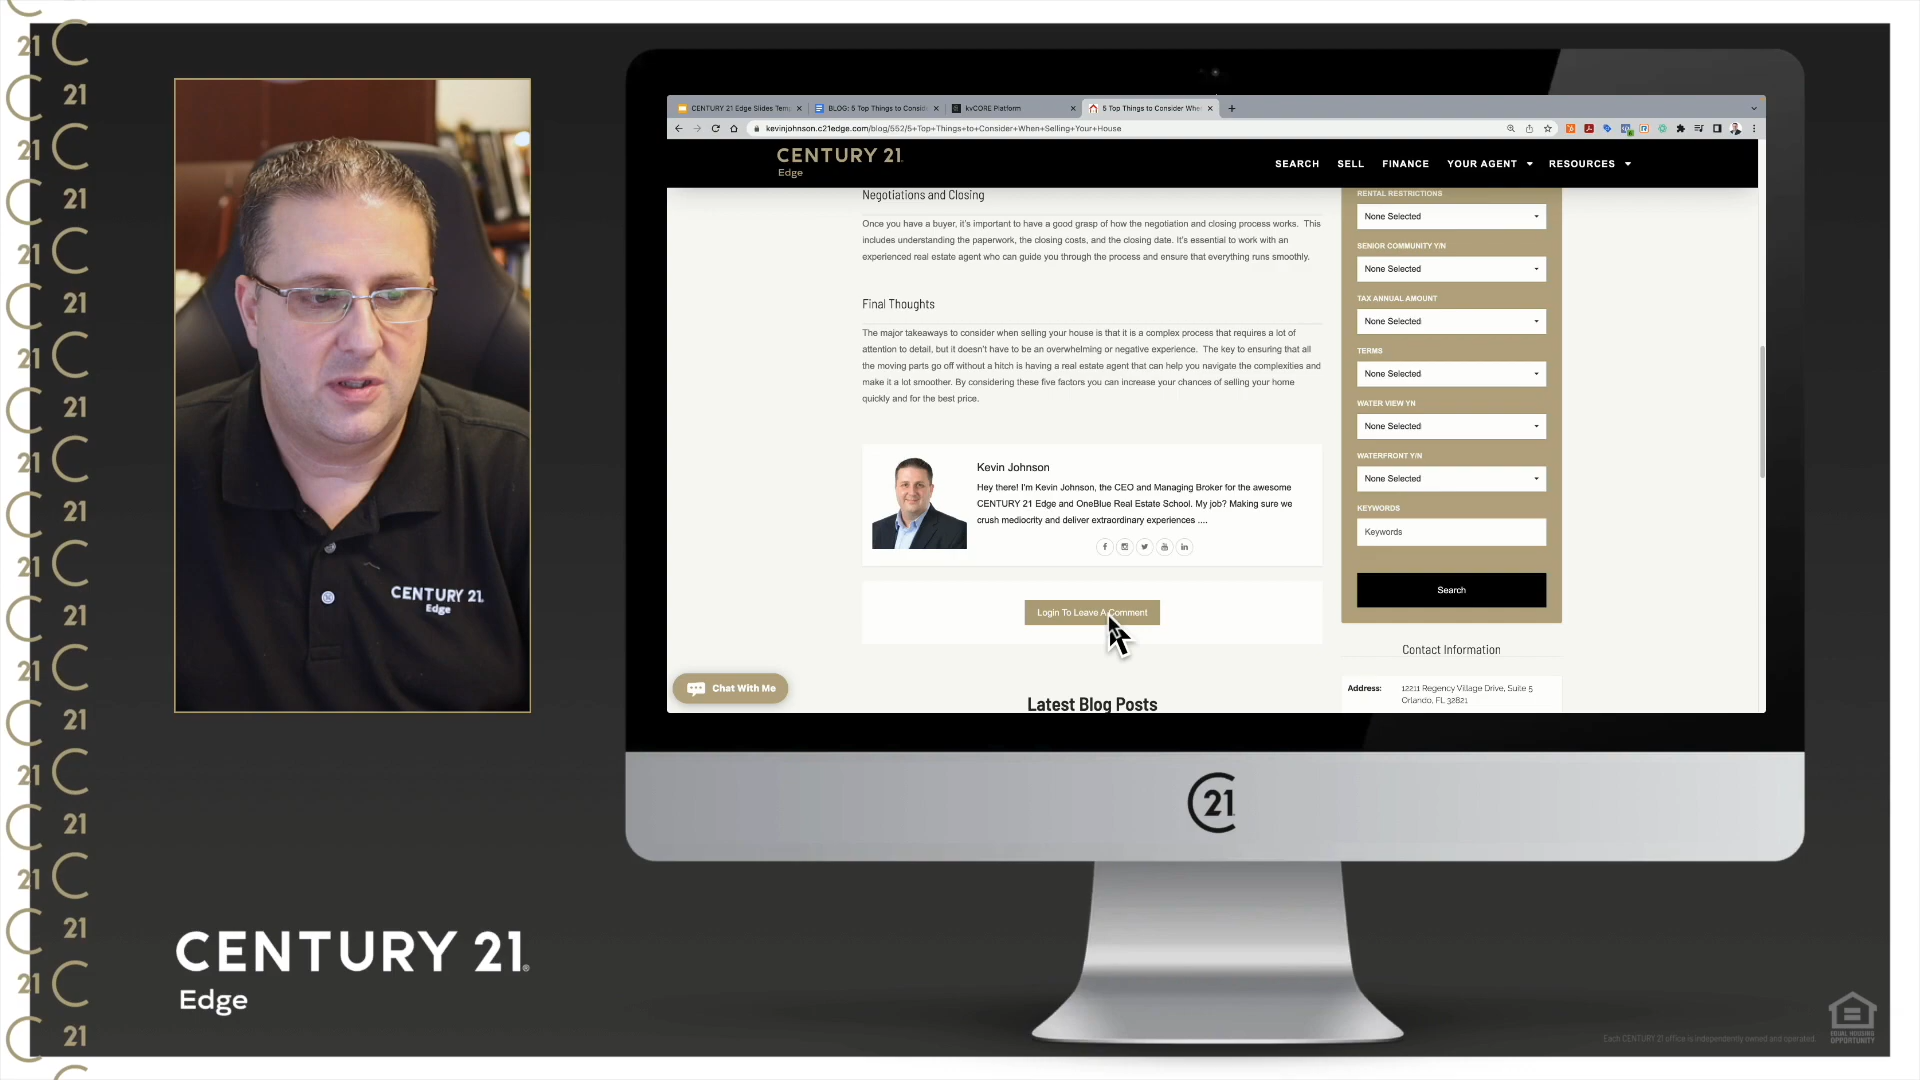 CENTURY 21 Edge Slides Tem
BLOG: 5 Top Things to Consid
kvCORE Platform
5 Top Things to Consider Whe
kevinjohnson.c21edge.com/blog/552/5+Top+Things+to+Consider+When+Selling+Your+House
CENTURY 21
Edge
SEARCH
SELL
FINANCE
YOUR AGENT
RESOURCES
Negotiations and Closing
Once you have a buyer, it's important to have a good grasp of how the negotiation and closing process works. This
includes understanding the paperwork, the closing costs, and the closing date. It's essential to work with an
experienced real estate agent who can guide you through the process and ensure that everything runs smoothly.
Final Thoughts
The major takeaways to consider when selling your house is that it is a complex process that requires a lot of
attention to detail, but it doesn't have to be an overwhelming or negative experience. The key to ensuring that all
the moving parts go off without a hitch is having a real estate agent that can help you navigate the complexities and
make it a lot smoother. By considering these five factors you can increase your chances of selling your home
quickly and for the best price.
Kevin Johnson
Hey there! I'm Kevin Johnson, the CEO and Managing Broker for the awesome
CENTURY 21 Edge and OneBlue Real Estate School. My job? Making sure we
crush mediocrity and deliver extraordinary experiences ....
Login To Leave A Comment
Chat With Me
Latest Blog Posts
RENTAL RESTRICTIONS
None Selected
SENIOR COMMUNITY Y/N
None Selected
TAX ANNUAL AMOUNT
None Selected
TERMS
None Selected
WATER VIEW YN
None Selected
WATERFRONT Y/N
None Selected
KEYWORDS
Keywords
Search
Contact Information
Address: 12211 Regency Village Drive, Suite 5
Orlando, FL 32821
CENTURY 21
Edge
C21
CENTURY 21
Edge
Each CENTURY 21 office is independently owned and operated.
EQUAL HOUSING
OPPORTUNITY